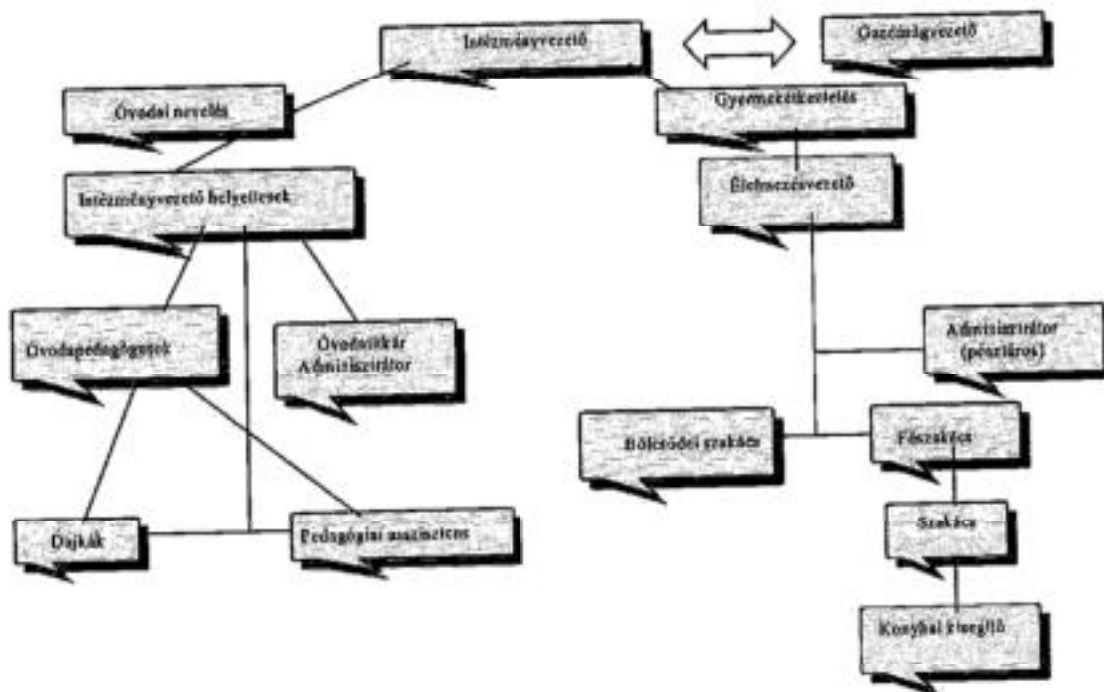 Intézményvezető
Gazdaságvezető
Óvodai nevelés
Gyermekétkeztetés
Intézményvezető helyettesek
Élelmezésvezető
Óvodapedagógusok
Óvodatitkár
Adminisztrátor
Adminisztrátor
(pénztáros)
Bölcsődei szakács
Főszakács
Dajkák
Pedagógiai asszisztens
Szakács
Konyhai kisegítő